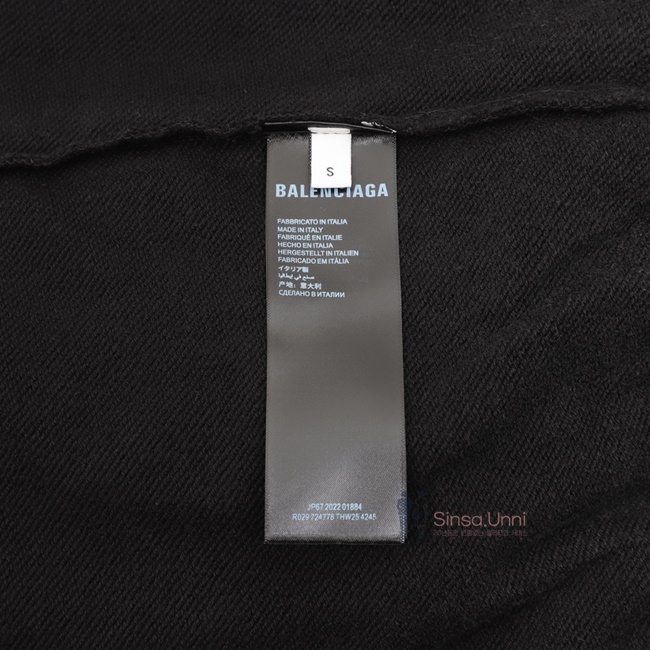 S
BALENCIAGA
FABBRICATO IN ITALIA
MADE IN ITALY
FABRIQUÉ EN ITALIE
HECHO EN ITALIA
HERGESTELLT IN ITALIEN
FABRICADO EM ITÁLIA
イタリア製
صنع في إيطاليا
产地：意大利
СДЕЛАНО В ИТАЛИИ
JP67.2022 01884
R029 724778 THW25 4245
Sinsa.Unni